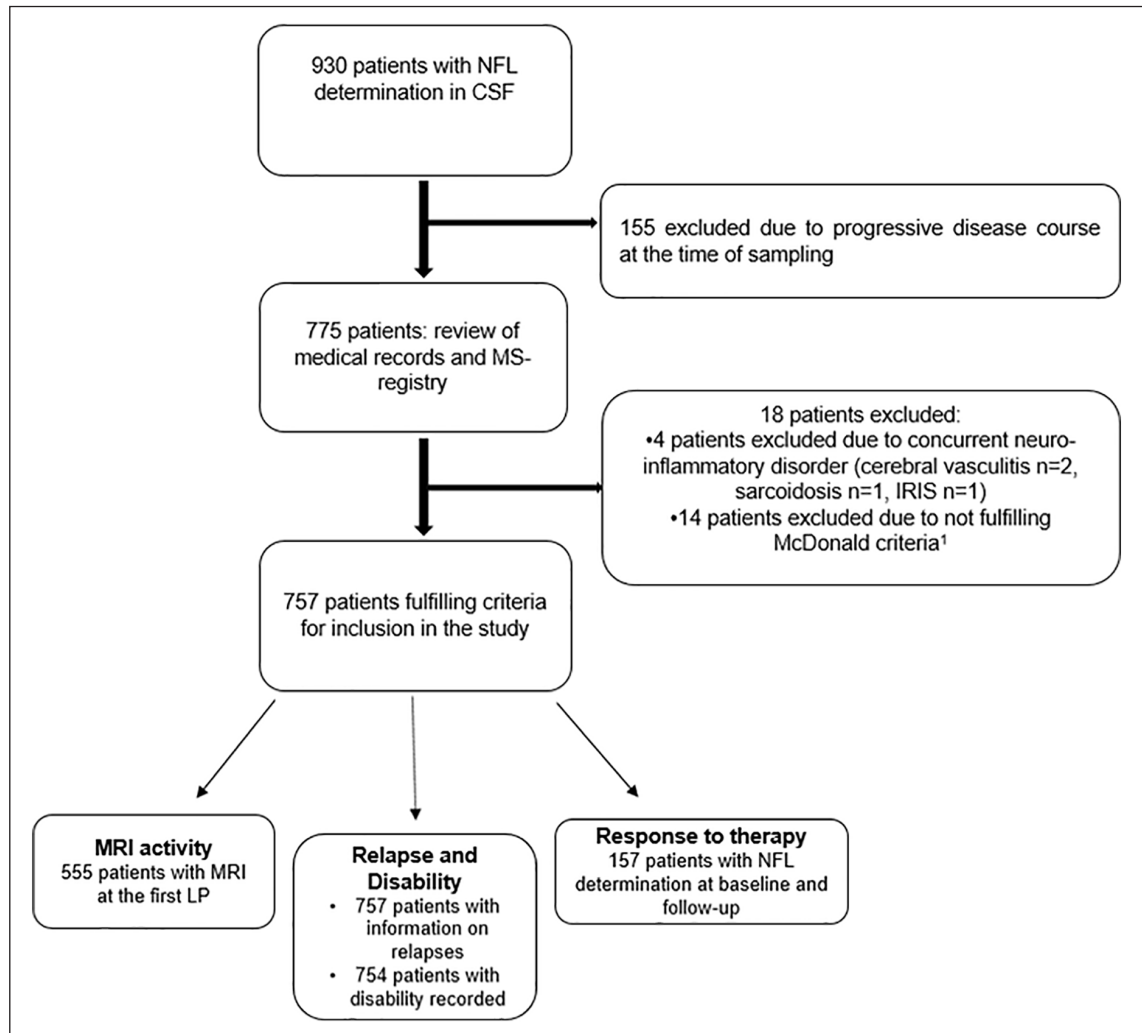 930 patients with NFL
determination in CSF
155 excluded due to progressive disease course
at the time of sampling
775 patients: review of
medical records and MS-
registry
18 patients excluded:
•4 patients excluded due to concurrent neuro-
inflammatory disorder (cerebral vasculitis n=2,
sarcoidosis n=1, IRIS n=1)
•14 patients excluded due to not fulfilling
McDonald criteria¹
757 patients fulfilling criteria
for inclusion in the study
MRI activity
555 patients with MRI
at the first LP
Relapse and
Disability
• 757 patients with
information on
relapses
• 754 patients with
disability recorded
Response to therapy
157 patients with NFL
determination at baseline and
follow-up